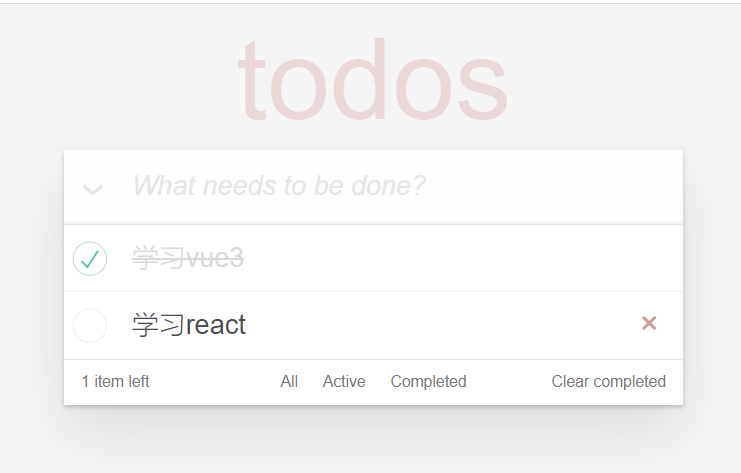 todos
What needs to be done?
学习vue3
学习react
1 item left All Active Completed Clear completed